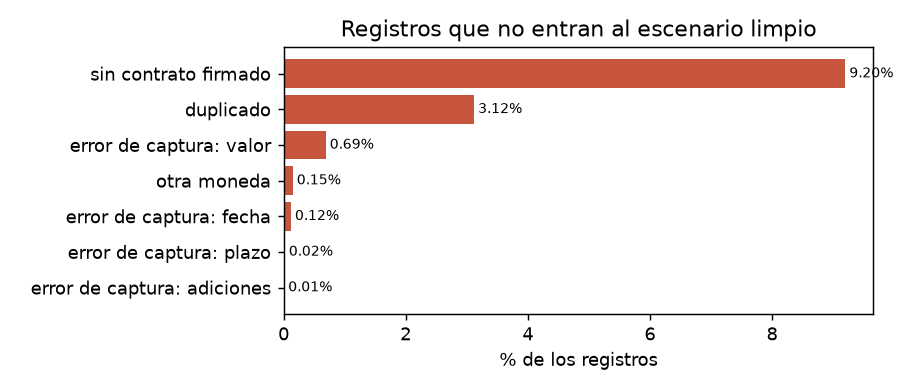 Registros que no entran al escenario limpio
sin contrato firmado
9.20%
duplicado
3.12%
error de captura: valor
0.69%
otra moneda
0.15%
error de captura: fecha
0.12%
error de captura: plazo
0.02%
error de captura: adiciones
0.01%
0 2 4 6 8
% de los registros